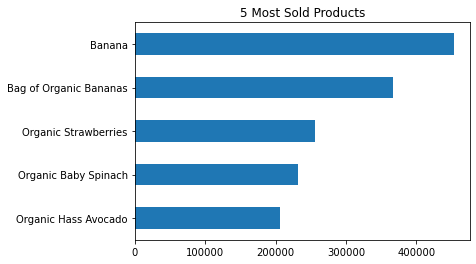 5 Most Sold Products
Banana
Bag of Organic Bananas
Organic Strawberries
Organic Baby Spinach
Organic Hass Avocado
0 100000 200000 300000 400000